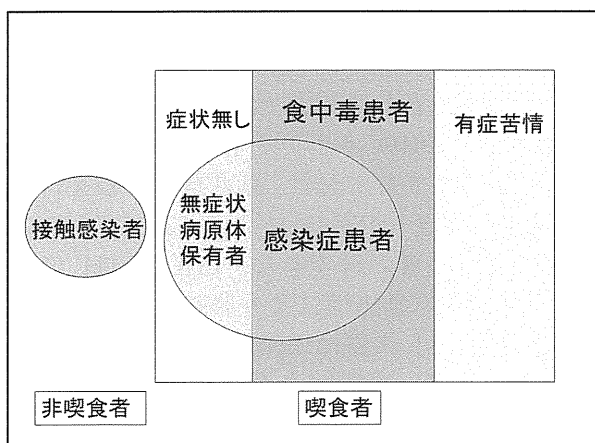 症状無し
食中毒患者
有症苦情
接触感染者
無症状
病原体
保有者
感染症患者
非喫食者
喫食者